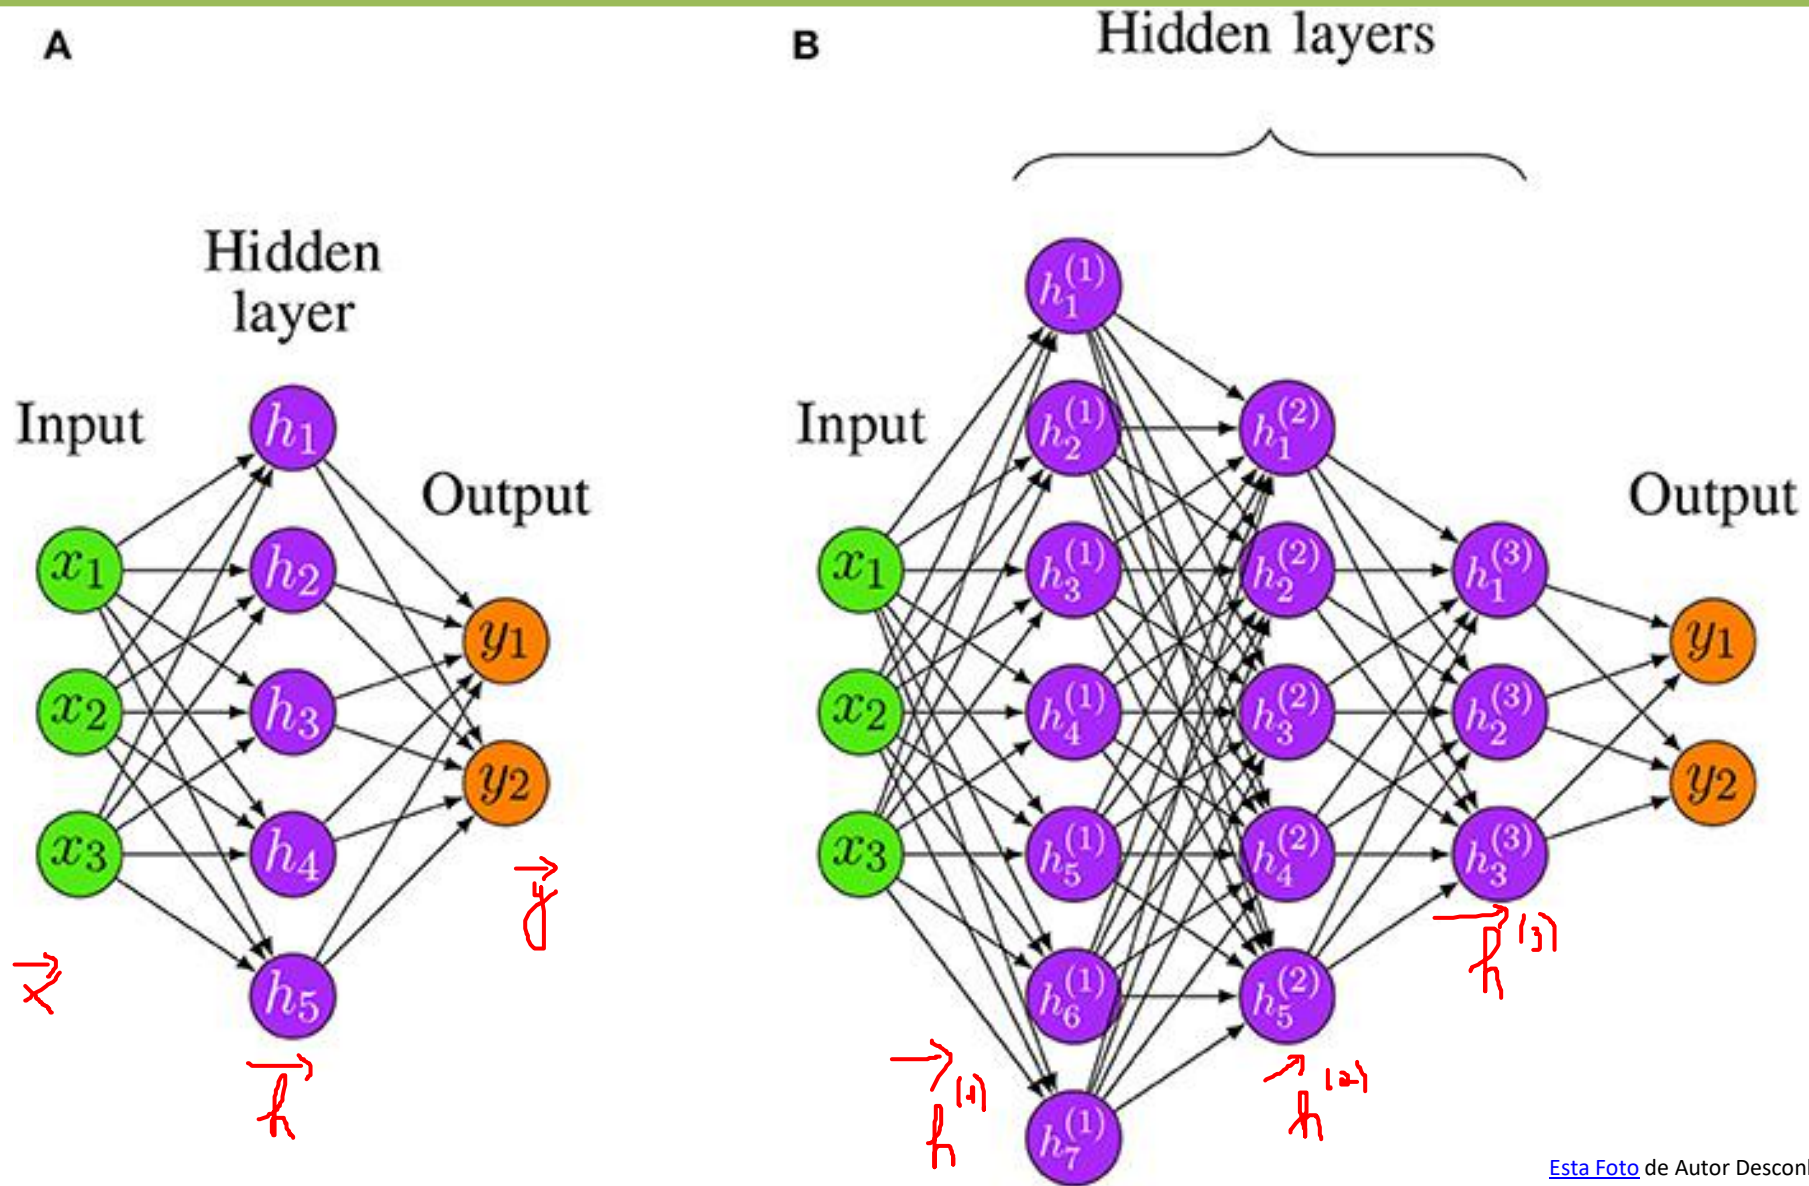 A
Hidden
layer
Input
Output
x1
x2
x3
h1
h2
h3
h4
h5
y1
y2
x
h
y
B
Hidden layers
Input
Output
x1
x2
x3
h1(1)
h2(1)
h3(1)
h4(1)
h5(1)
h6(1)
h7(1)
h1(2)
h2(2)
h3(2)
h4(2)
h5(2)
h1(3)
h2(3)
h3(3)
y1
y2
h(1)
h(2)
h(3)
Esta Foto de Autor Descon